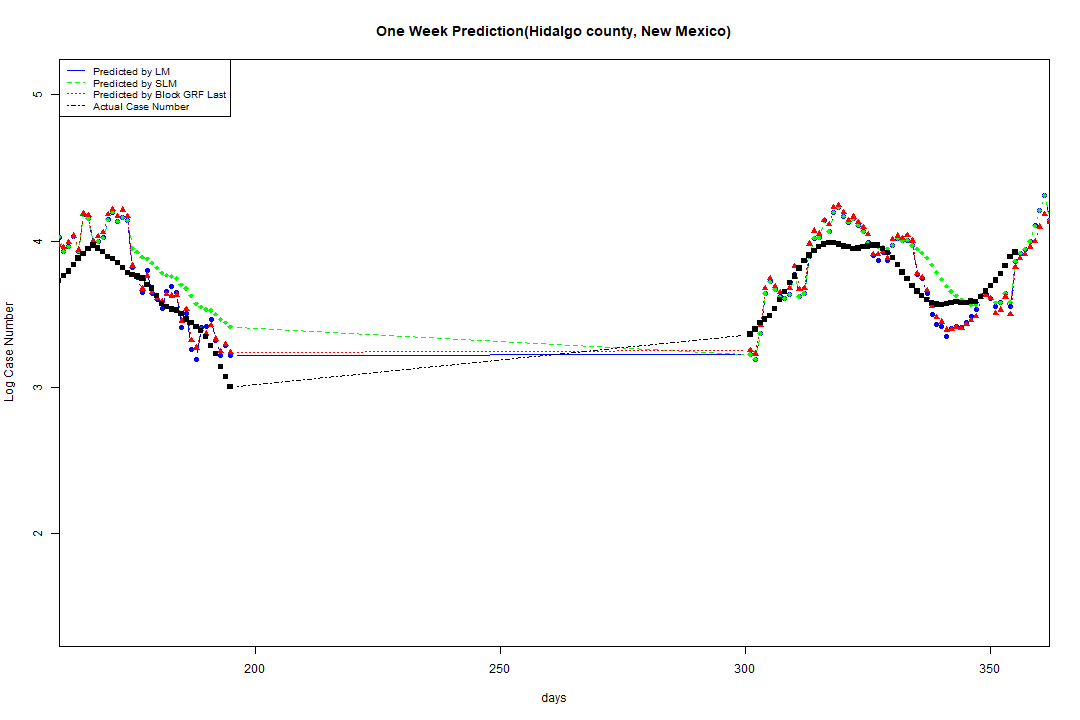 One Week Prediction(Hidalgo county, New Mexico)
Predicted by LM
Predicted by SLM
Predicted by Block GRF Last
Actual Case Number
5
4
3
2
Log Case Number
200 250 300 350
days